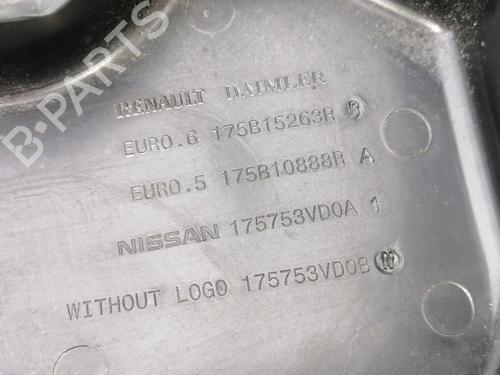 B-PARTS
RENAULT DAIMLER
EURO.6 175B15263R
EURO.5 175B10888R A
NISSAN 175753VD0A 1
WITHOUT LOGO 175753VD0B